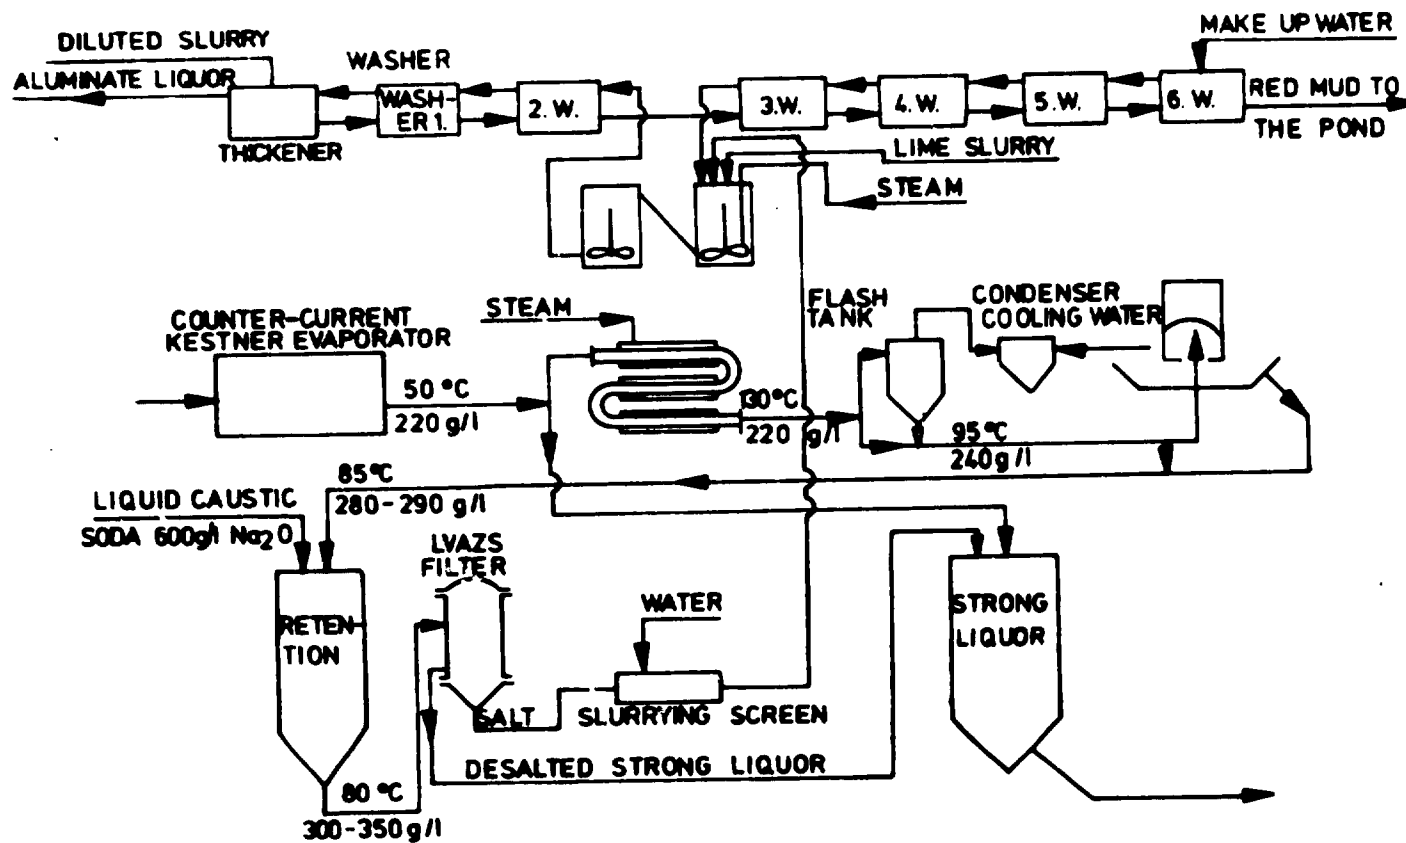 MAKE UP WATER
DILUTED SLURRY
WASHER
ALUMINATE LIQUOR
WASH-
ER 1.
2. W.
3.W.
4. W.
5. W.
6. W.
RED MUD TO
THE POND
THICKENER
LIME SLURRY
STEAM
COUNTER-CURRENT
KESTNER EVAPORATOR
STEAM
FLASH
TANK
CONDENSER
COOLING WATER
50 °C
220 g/l
130°C
220 g/l
95°C
240 g/l
85°C
280-290 g/l
LIQUID CAUSTIC
SODA 600g/l Na2O
LVAZS
FILTER
RETEN-
TION
WATER
STRONG
LIQUOR
SALT
SLURRYING SCREEN
DESALTED STRONG LIQUOR
80 °C
300-350g/l